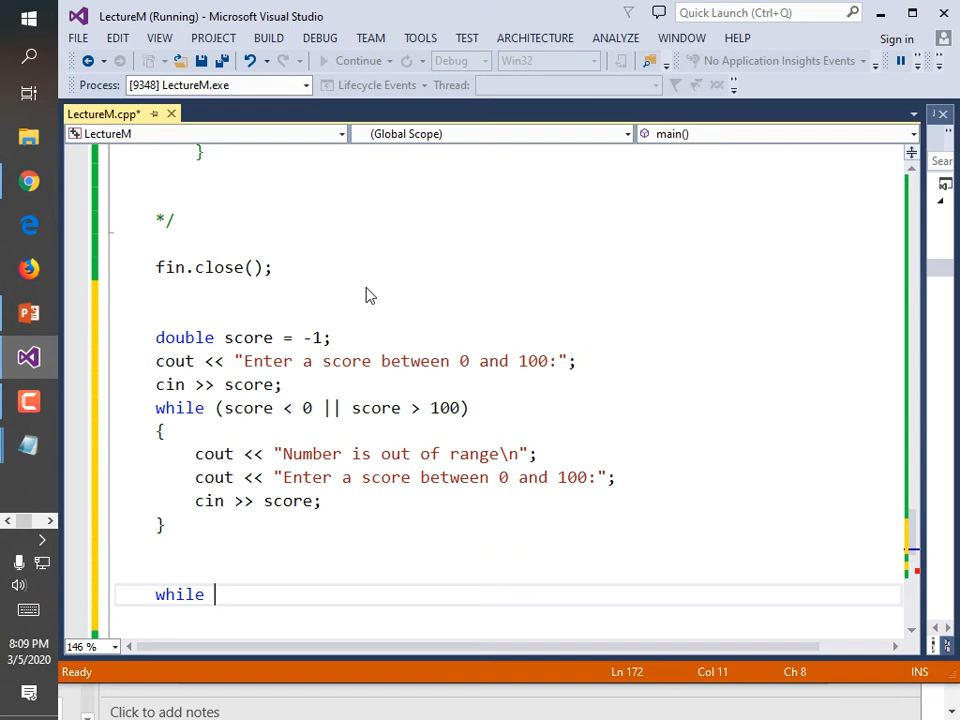 LectureM (Running) - Microsoft Visual Studio
Quick Launch (Ctrl+Q)
FILE EDIT VIEW PROJECT BUILD DEBUG TEAM TOOLS TEST ARCHITECTURE ANALYZE WINDOW HELP Sign in
Continue Debug Win32 No Application Insights Events
Process: [9348] LectureM.exe Lifecycle Events Thread:
LectureM.cpp*
LectureM (Global Scope) main()
Sear
}
*/
fin.close();
double score = -1;
cout << "Enter a score between 0 and 100:";
cin >> score;
while (score < 0 || score > 100)
{
cout << "Number is out of range\n";
cout << "Enter a score between 0 and 100:";
cin >> score;
}
while
146 %
Ready Ln 172 Col 11 Ch 8 INS
8:09 PM
3/5/2020
Click to add notes